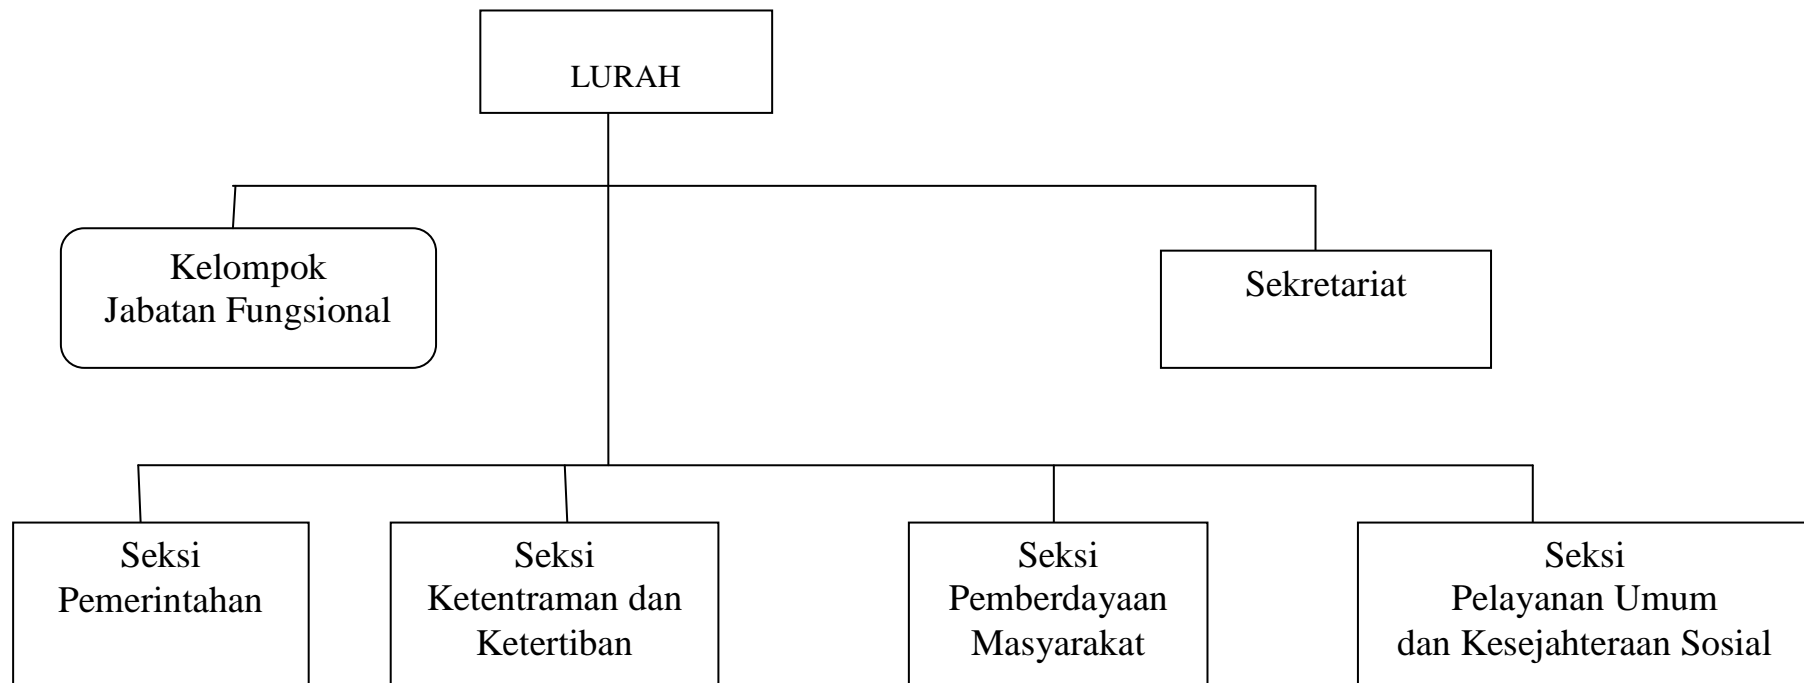 LURAH
Kelompok
Jabatan Fungsional
Sekretariat
Seksi
Pemerintahan
Seksi
Ketentraman dan
Ketertiban
Seksi
Pemberdayaan
Masyarakat
Seksi
Pelayanan Umum
dan Kesejahteraan Sosial